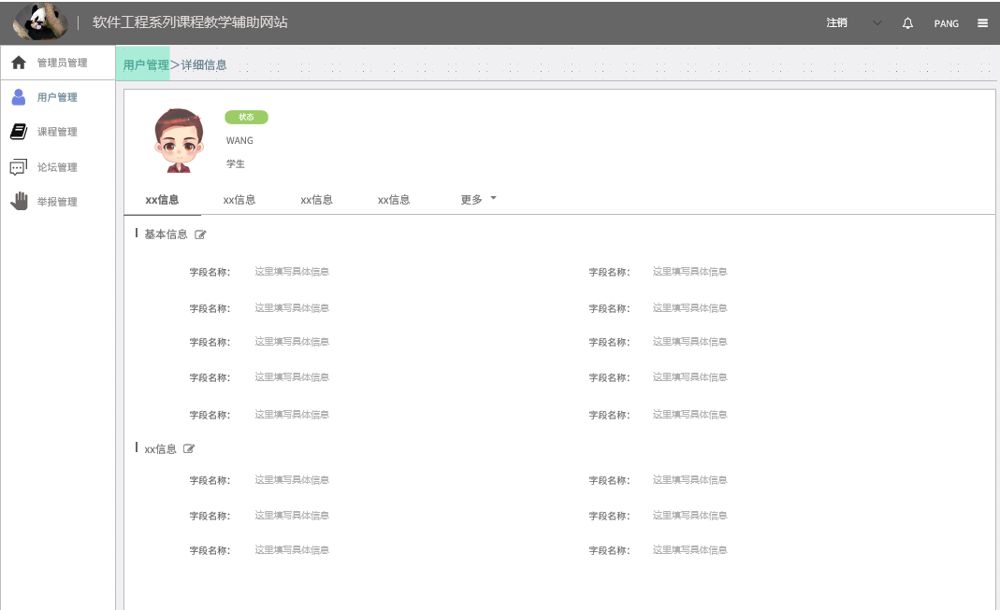 软件工程系列课程教学辅助网站 注销 PANG
管理员管理
用户管理
课程管理
论坛管理
举报管理
用户管理>详细信息
状态
WANG
学生
xx信息 xx信息 xx信息 xx信息 更多
基本信息
字段名称: 这里填写具体信息 字段名称: 这里填写具体信息
字段名称: 这里填写具体信息 字段名称: 这里填写具体信息
字段名称: 这里填写具体信息 字段名称: 这里填写具体信息
字段名称: 这里填写具体信息 字段名称: 这里填写具体信息
字段名称: 这里填写具体信息 字段名称: 这里填写具体信息
xx信息
字段名称: 这里填写具体信息 字段名称: 这里填写具体信息
字段名称: 这里填写具体信息 字段名称: 这里填写具体信息
字段名称: 这里填写具体信息 字段名称: 这里填写具体信息